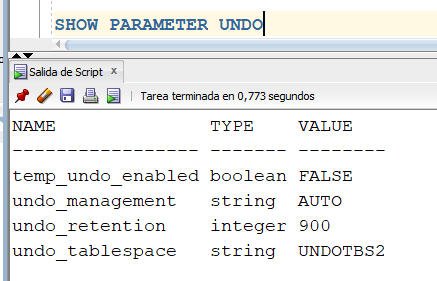 SHOW PARAMETER UNDO
Salida de Script x
Tarea terminada en 0,773 segundos
NAME TYPE VALUE
----------------- ------- --------
temp_undo_enabled boolean FALSE
undo_management string AUTO
undo_retention integer 900
undo_tablespace string UNDOTBS2